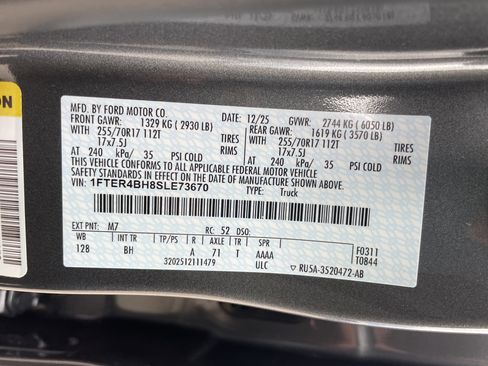 ON
MFD. BY FORD MOTOR CO. DATE: 12/25 GVWR: 2744 KG ( 6050 LB)
FRONT GAWR: 1329 KG ( 2930 LB) REAR GAWR: 1619 KG ( 3570 LB)
WITH 255/70R17 112T TIRES WITH 255/70R17 112T TIRES
17x7.5J RIMS 17x7.5J RIMS
AT 240 kPa/ 35 PSI COLD AT 240 kPa/ 35 PSI COLD
THIS VEHICLE CONFORMS TO ALL APPLICABLE FEDERAL MOTOR VEHICLE
SAFETY STANDARDS IN EFFECT ON THE DATE OF MANUFACTURE SHOWN ABOVE.
VIN: 1FTER4BH8SLE73670 TYPE: Truck
EXT PNT: M7 RC: 52 DSO:
WB INT TR TP/PS R AXLE TR SPR
128 BH A 71 T AAAA
ULC
3202512111479
F0311
T0844
RU5A-3520472-AB